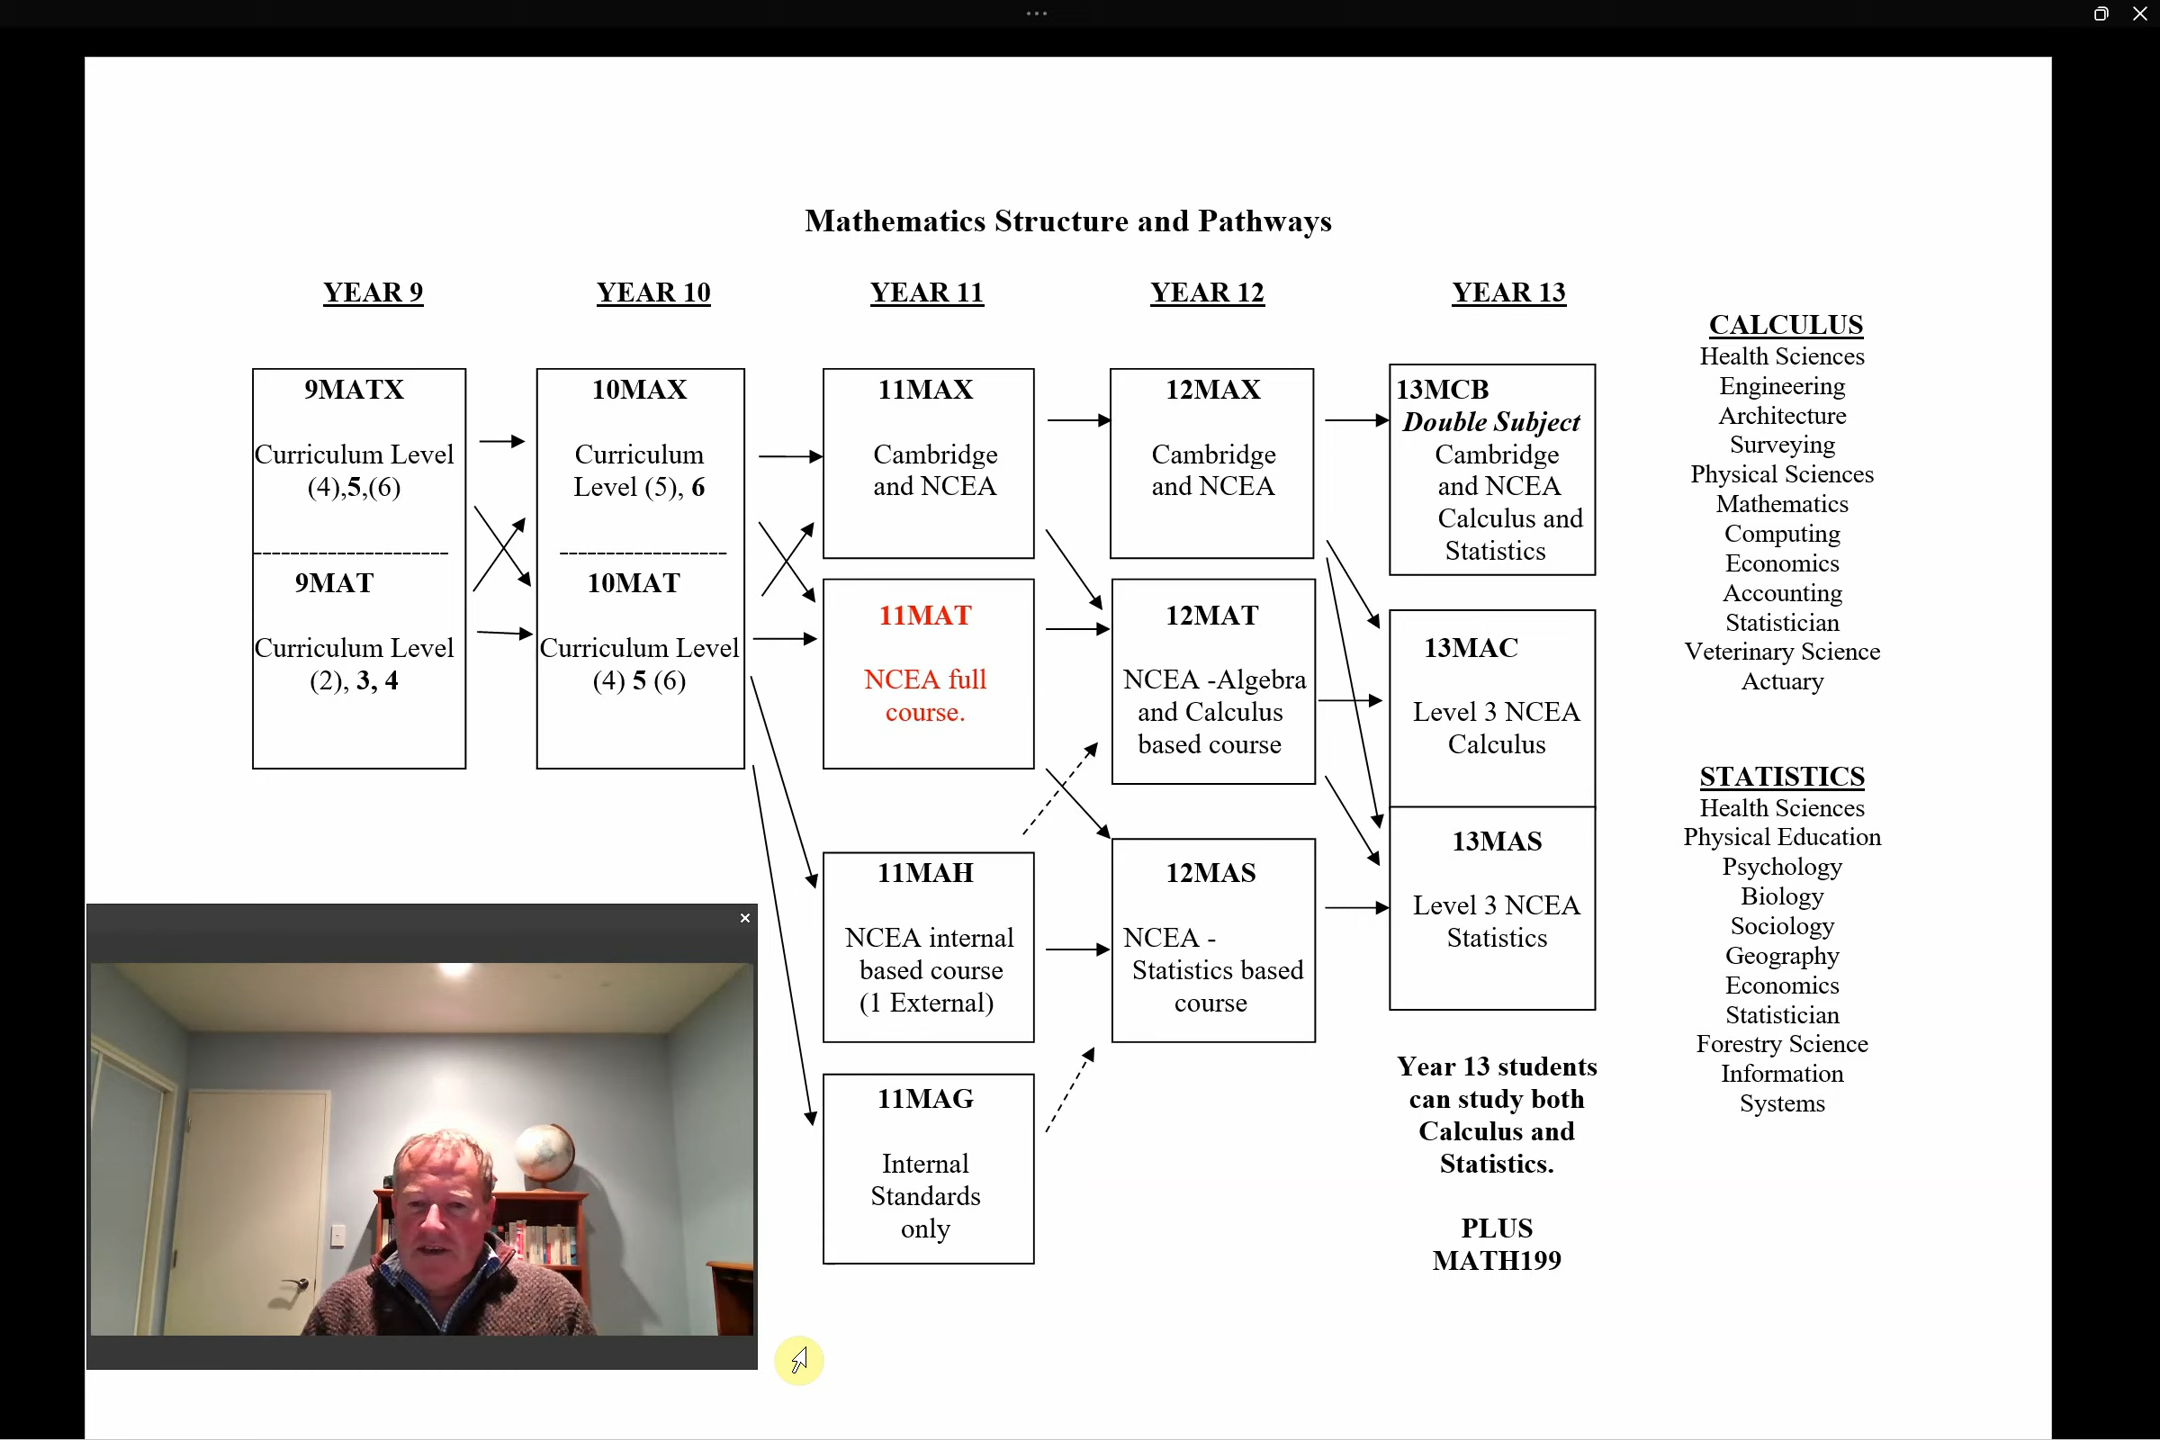 Mathematics Structure and Pathways
YEAR 9
YEAR 10
YEAR 11
YEAR 12
YEAR 13
9MATX
Curriculum Level
(4),5,(6)
----------------------
9MAT
Curriculum Level
(2), 3, 4
10MAX
Curriculum
Level (5), 6
------------------
10MAT
Curriculum Level
(4) 5 (6)
11MAX
Cambridge
and NCEA
11MAT
NCEA full
course.
11MAH
NCEA internal
based course
(1 External)
11MAG
Internal
Standards
only
12MAX
Cambridge
and NCEA
12MAT
NCEA -Algebra
and Calculus
based course
12MAS
NCEA -
Statistics based
course
13MCB
Double Subject
Cambridge
and NCEA
Calculus and
Statistics
13MAC
Level 3 NCEA
Calculus
13MAS
Level 3 NCEA
Statistics
Year 13 students
can study both
Calculus and
Statistics.
PLUS
MATH199
CALCULUS
Health Sciences
Engineering
Architecture
Surveying
Physical Sciences
Mathematics
Computing
Economics
Accounting
Statistician
Veterinary Science
Actuary
STATISTICS
Health Sciences
Physical Education
Psychology
Biology
Sociology
Geography
Economics
Statistician
Forestry Science
Information
Systems